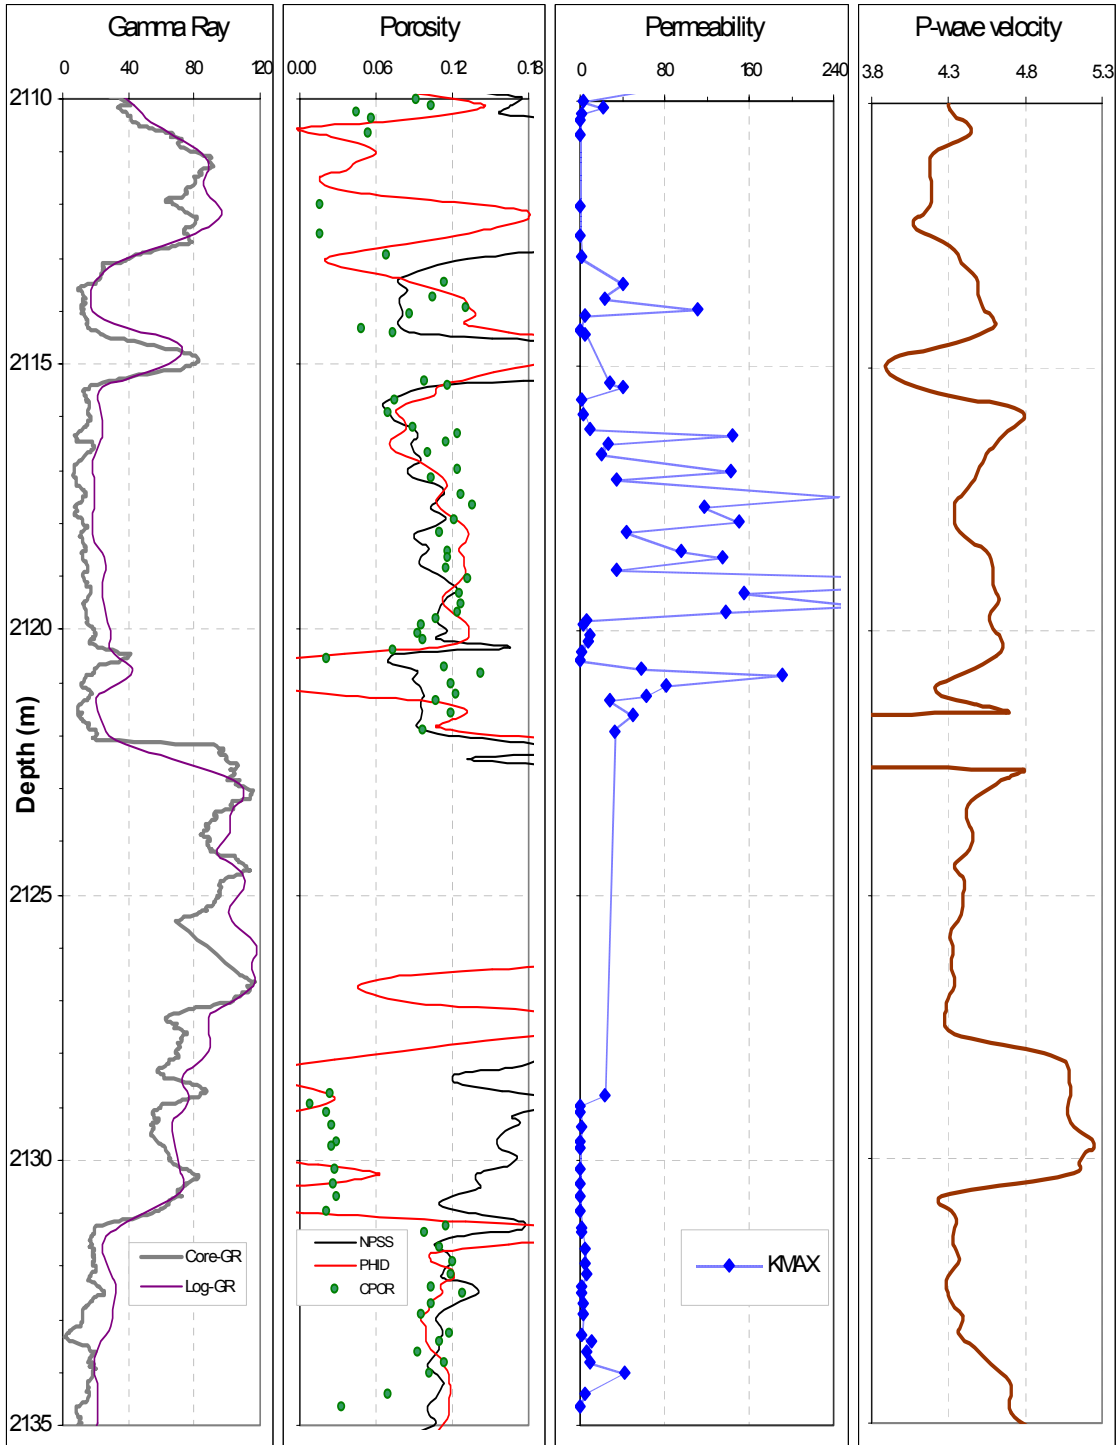 Gamma Ray Porosity Permeability P-wave velocity
0 40 80 120 0.00 0.06 0.12 0.18 0 80 160 240 3.8 4.3 4.8 5.3
2110
2115
2120
Depth (m)
2125
2130
NPSS
Core-GR PHID KMAX
Log-GR CPOR
2135